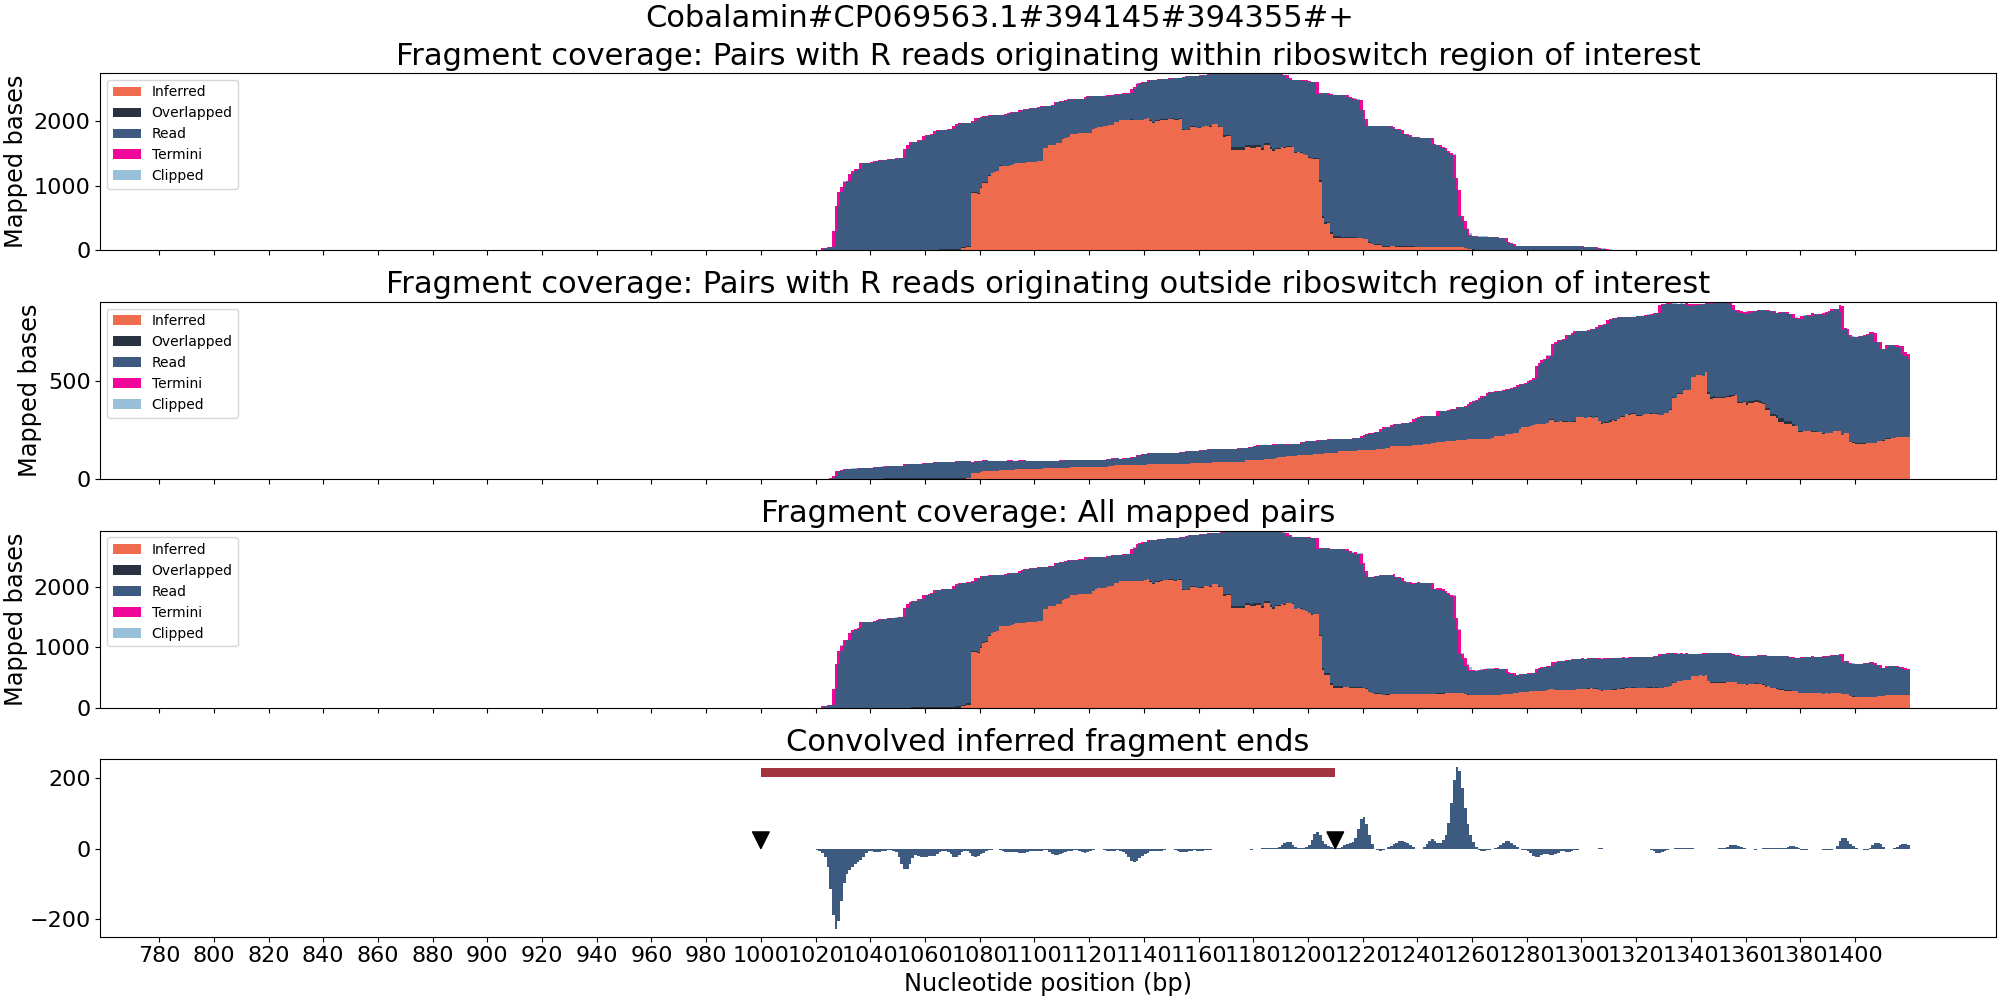 Cobalamin#CP069563.1#394145#394355#+
Fragment coverage: Pairs with R reads originating within riboswitch region of interest
Mapped bases
2000
1000
0
Inferred
Overlapped
Read
Termini
Clipped
Fragment coverage: Pairs with R reads originating outside riboswitch region of interest
Mapped bases
500
0
Inferred
Overlapped
Read
Termini
Clipped
Fragment coverage: All mapped pairs
Mapped bases
2000
1000
0
Inferred
Overlapped
Read
Termini
Clipped
Convolved inferred fragment ends
200
0
−200
780 800 820 840 860 880 900 920 940 960 980 1000 1020 1040 1060 1080 1100 1120 1140 1160 1180 1200 1220 1240 1260 1280 1300 1320 1340 1360 1380 1400
Nucleotide position (bp)